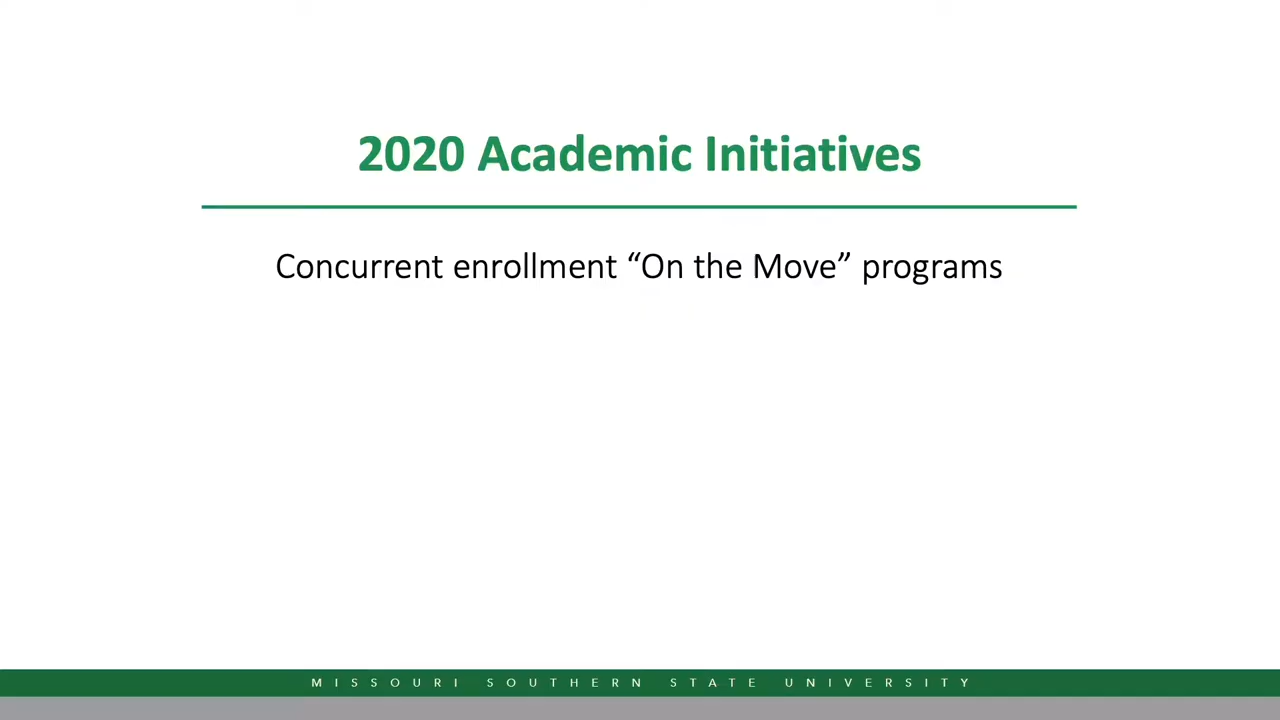 2020 Academic Initiatives
Concurrent enrollment “On the Move” programs
MISSOURI SOUTHERN STATE UNIVERSITY